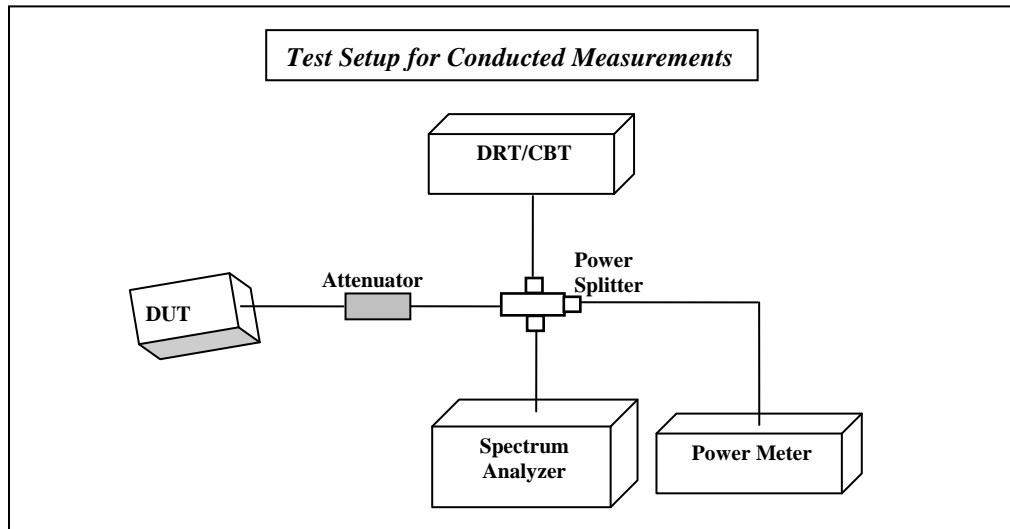 Test Setup for Conducted Measurements
DRT/CBT
Power
Splitter
Attenuator
DUT
Spectrum
Analyzer
Power Meter